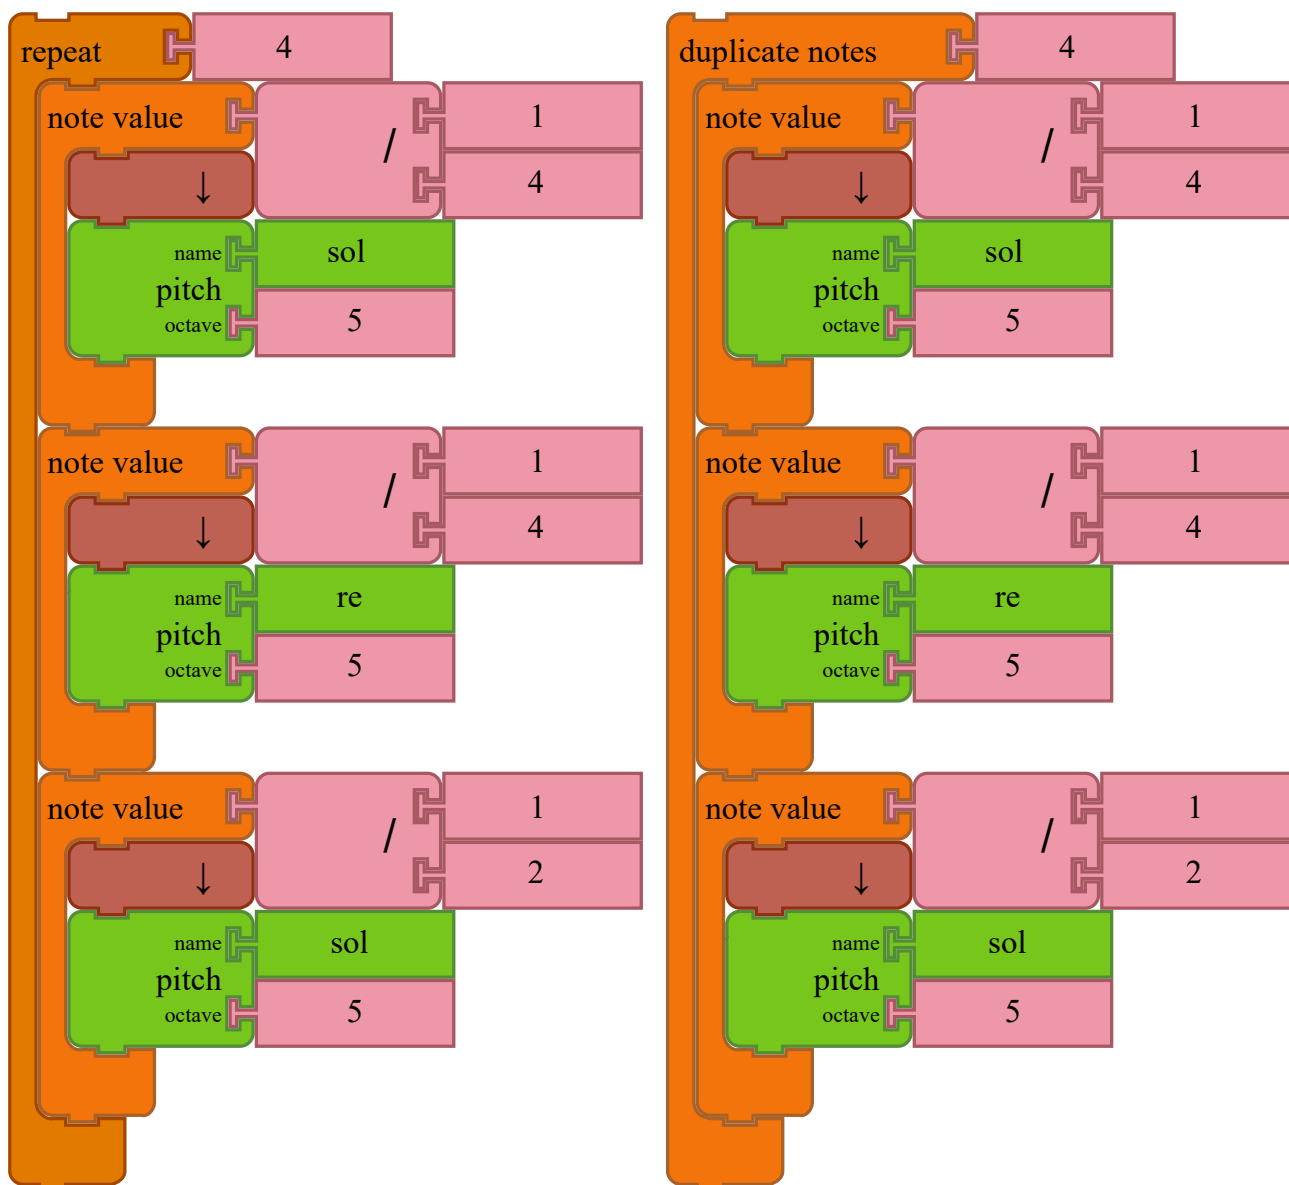 repeat 4
note value / 1
↓ 4
name sol
pitch
octave 5
note value / 1
↓ 4
name re
pitch
octave 5
note value / 1
↓ 2
name sol
pitch
octave 5
duplicate notes 4
note value / 1
↓ 4
name sol
pitch
octave 5
note value / 1
↓ 4
name re
pitch
octave 5
note value / 1
↓ 2
name sol
pitch
octave 5